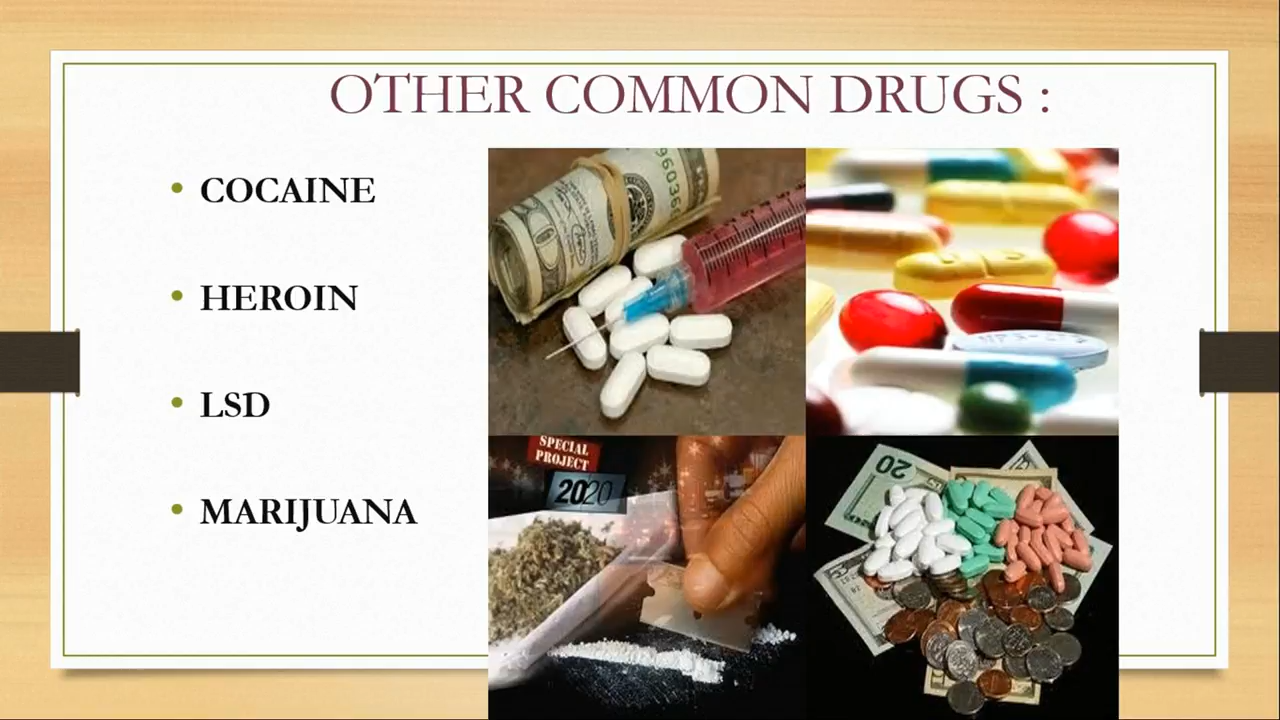 OTHER COMMON DRUGS :
• COCAINE
• HEROIN
• LSD
• MARIJUANA
SPECIAL
PROJECT
2020
20